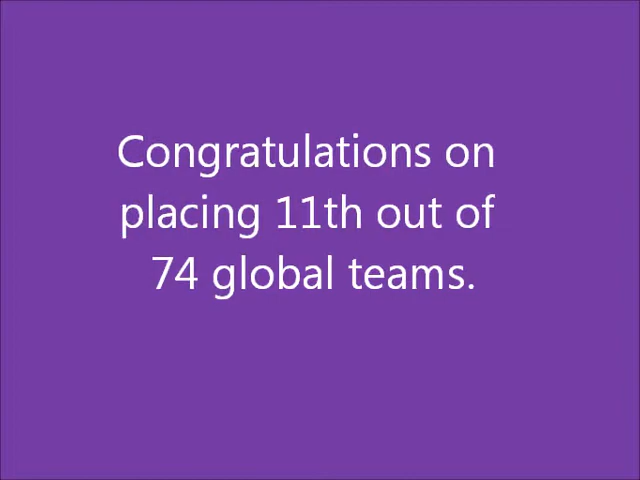 Congratulations on
placing 11th out of
74 global teams.